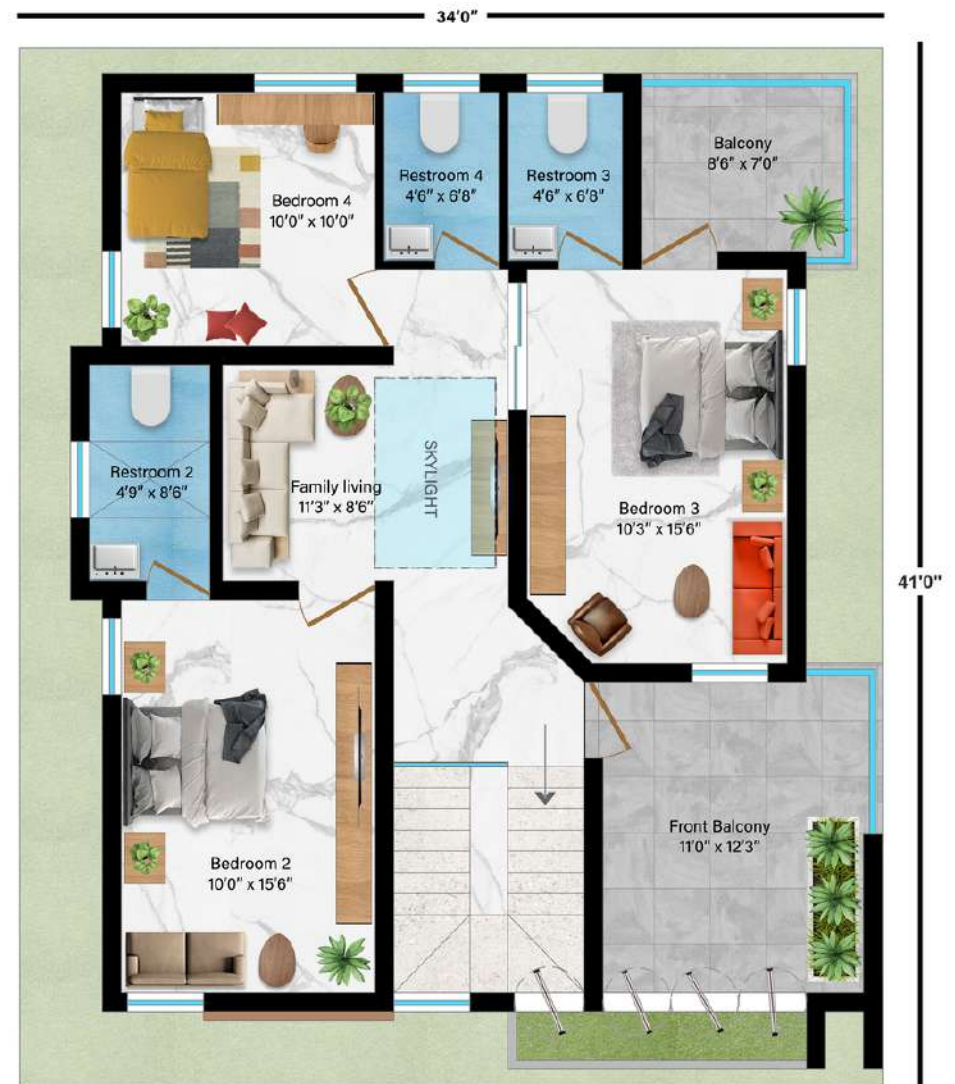 34'0"
Balcony
8'6" x 7'0"
Restroom 4
4'6" x 6'8"
Restroom 3
4'6" x 6'8"
Bedroom 4
10'0" x 10'0"
Restroom 2
4'9" x 8'6"
Family living
11'3" x 8'6"
SKYLIGHT
Bedroom 3
10'3" x 15'6"
41'0"
Front Balcony
11'0" x 12'3"
Bedroom 2
10'0" x 15'6"